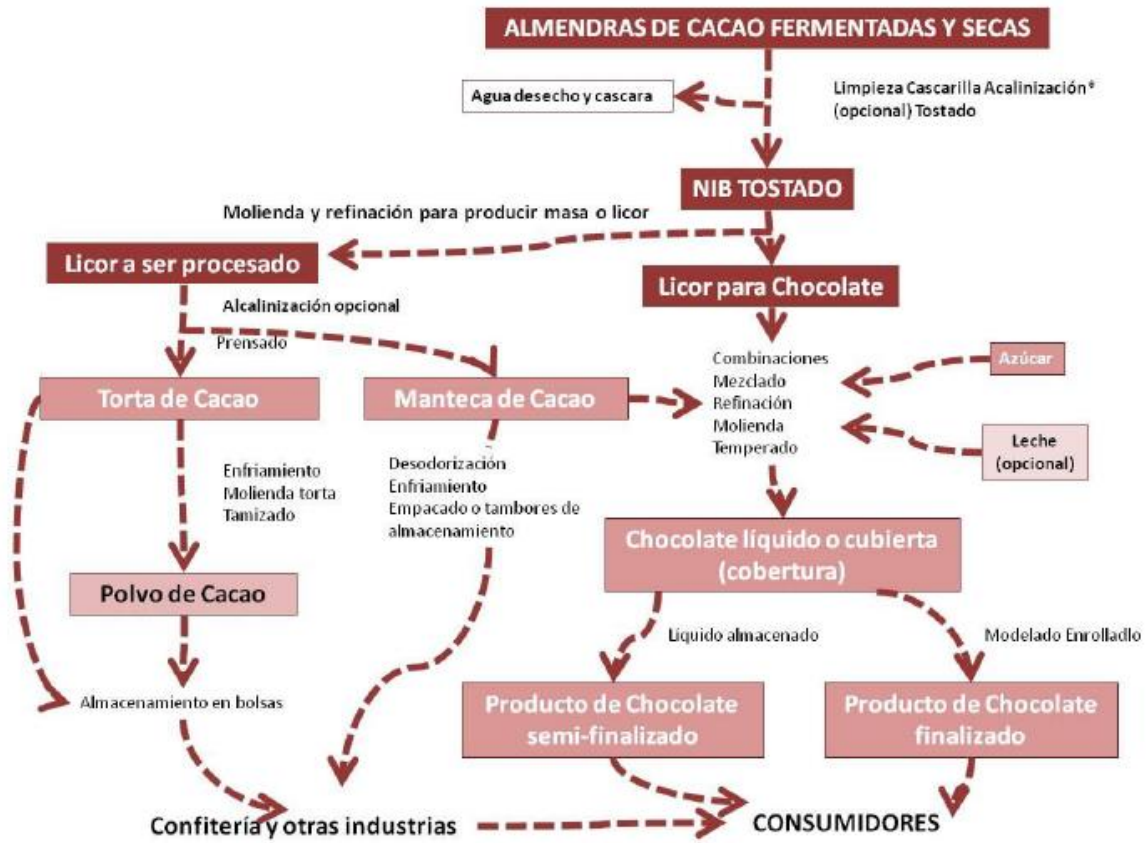 ALMENDRAS DE CACAO FERMENTADAS Y SECAS
Agua desecho y cascara
Limpieza Cascarilla Acalinización*
(opcional) Tostado
NIB TOSTADO
Molienda y refinación para producir masa o licor
Licor a ser procesado
Licor para Chocolate
Alcalinización opcional
Prensado
Combinaciones
Mezclado
Refinación
Molienda
Temperado
Azúcar
Leche
(opcional)
Torta de Cacao
Manteca de Cacao
Enfriamiento
Molienda torta
Tamizado
Desodorización
Enfriamiento
Empacado o tambores de
almacenamiento
Chocolate líquido o cubierta
(cobertura)
Polvo de Cacao
Líquido almacenado
Modelado Enrolladlo
Almacenamiento en bolsas
Producto de Chocolate
semi-finalizado
Producto de Chocolate
finalizado
Confitería y otras industrias
CONSUMIDORES